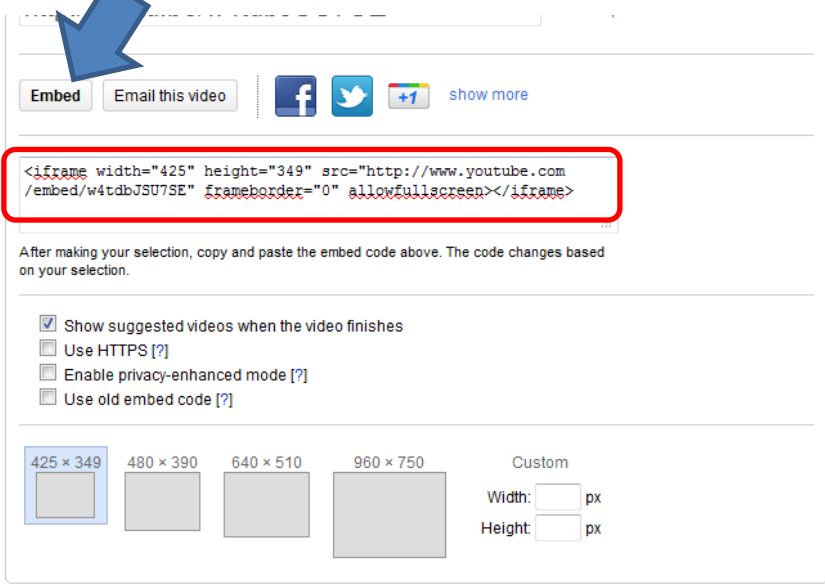 Embed Email this video f +1 show more
<iframe width="425" height="349" src="http://www.youtube.com
/embed/w4tdbJSU7SE" frameborder="0" allowfullscreen></iframe>
After making your selection, copy and paste the embed code above. The code changes based
on your selection.
Show suggested videos when the video finishes
Use HTTPS [?]
Enable privacy-enhanced mode [?]
Use old embed code [?]
425 × 349 480 × 390 640 × 510 960 × 750 Custom
Width: px
Height: px